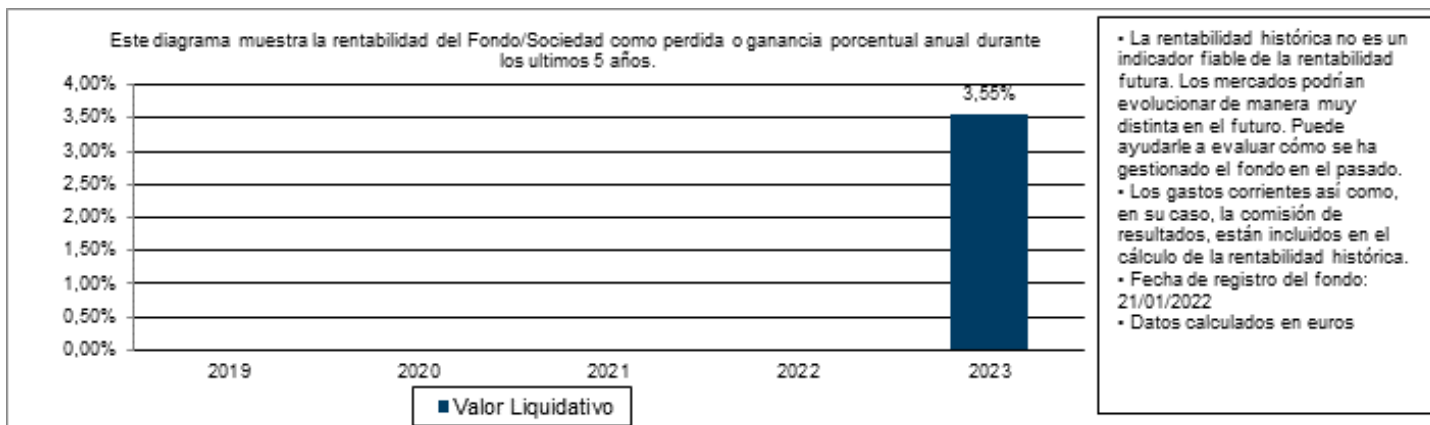 Este diagrama muestra la rentabilidad del Fondo/Sociedad como perdida o ganancia porcentual anual durante
los ultimos 5 años.
4,00%
3,50%
3,00%
2,50%
2,00%
1,50%
1,00%
0,50%
0,00%
3,55%
2019 2020 2021 2022 2023
Valor Liquidativo
▪ La rentabilidad histórica no es un
indicador fiable de la rentabilidad
futura. Los mercados podrían
evolucionar de manera muy
distinta en el futuro. Puede
ayudarle a evaluar cómo se ha
gestionado el fondo en el pasado.
▪ Los gastos corrientes así como,
en su caso, la comisión de
resultados, están incluidos en el
cálculo de la rentabilidad histórica.
▪ Fecha de registro del fondo:
21/01/2022
▪ Datos calculados en euros